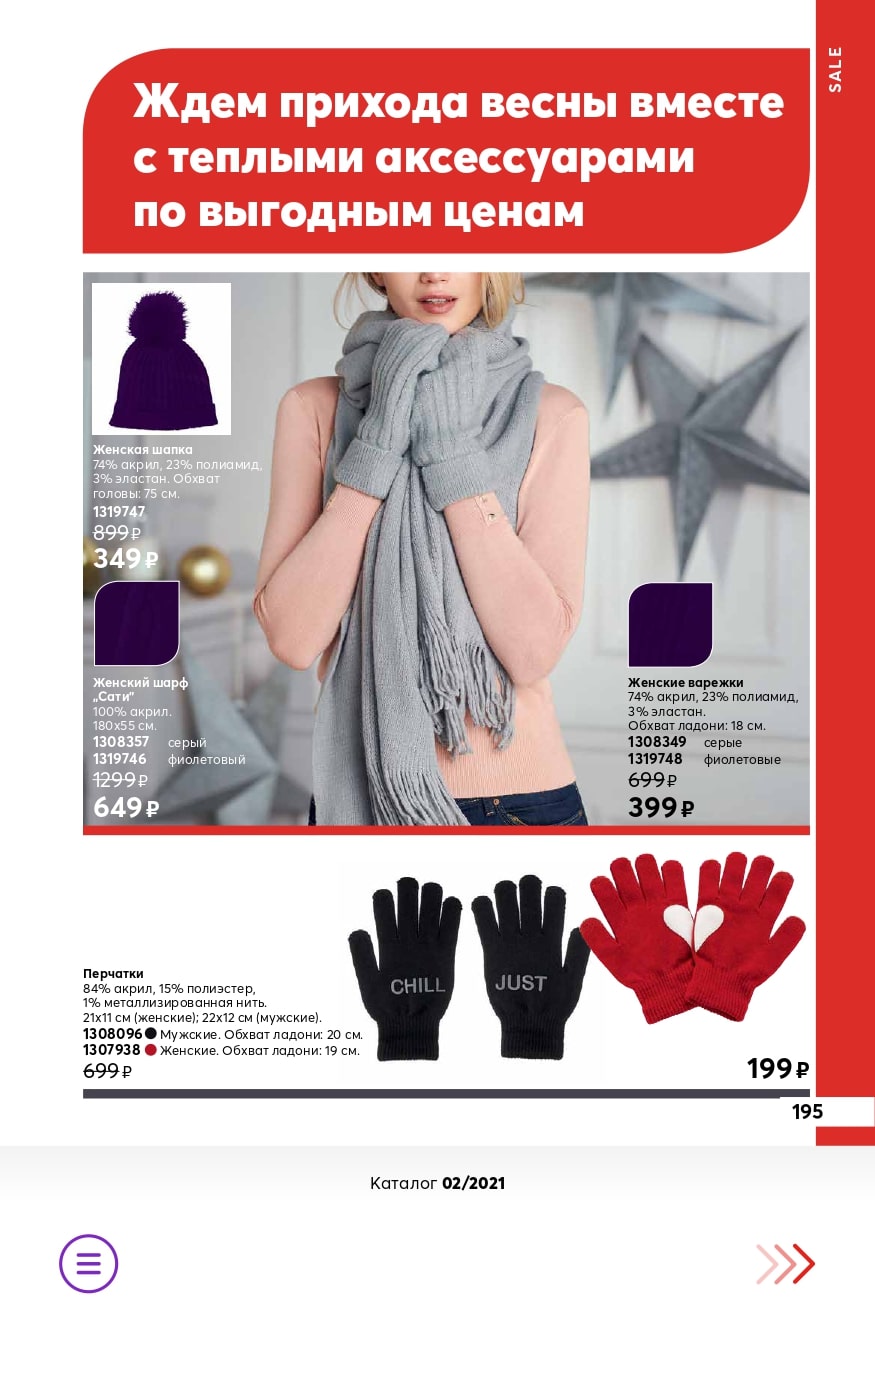 SALE
Ждем прихода весны вместе
с теплыми аксессуарами
по выгодным ценам
Женская шапка
74% акрил, 23% полиамид,
3% эластан. Обхват
головы: 75 см.
1319747
899 ₽
349 ₽
Женский шарф
„Сати”
100% акрил.
180х55 см.
1308357 серый
1319746 фиолетовый
1299 ₽
649 ₽
Женские варежки
74% акрил, 23% полиамид,
3% эластан.
Обхват ладони: 18 см.
1308349 серые
1319748 фиолетовые
699 ₽
399 ₽
CHILL JUST
Перчатки
84% акрил, 15% полиэстер,
1% металлизированная нить.
21х11 см (женские); 22х12 см (мужские).
1308096 Мужские. Обхват ладони: 20 см.
1307938 Женские. Обхват ладони: 19 см.
699 ₽
199 ₽
195
Каталог 02/2021